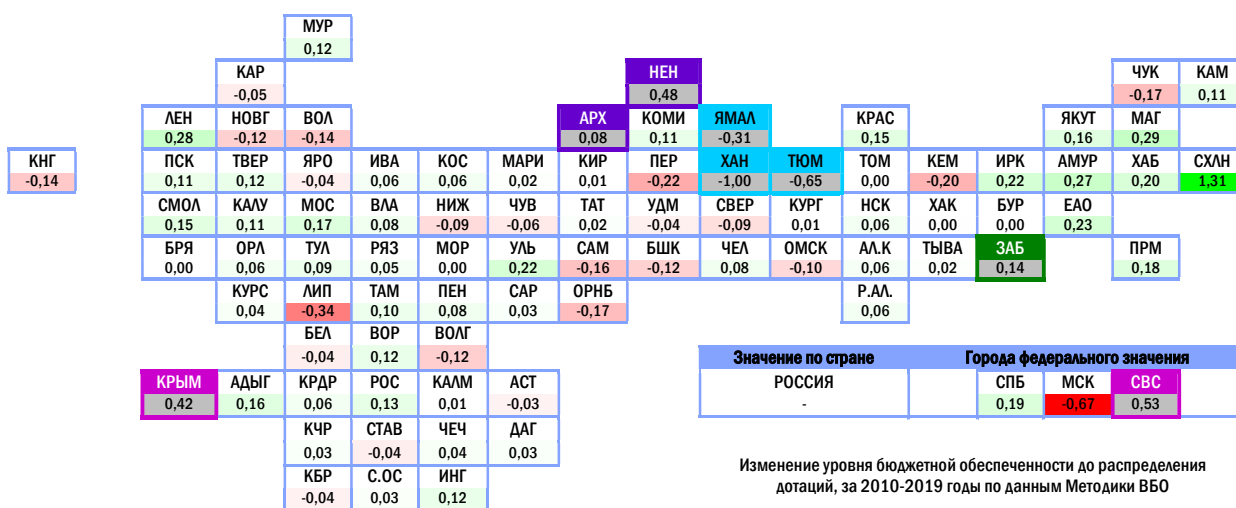 МУР
0,12
КАР НЕН ЧУК КАМ
-0,05 0,48 -0,17 0,11
ЛЕН НОВГ ВОЛ АРХ КОМИ ЯМАЛ КРАС ЯКУТ МАГ
0,28 -0,12 -0,14 0,08 0,11 -0,31 0,15 0,16 0,29
КНГ ПСК ТВЕР ЯРО ИВА КОС МАРИ КИР ПЕР ХАН ТЮМ ТОМ КЕМ ИРК АМУР ХАБ СХЛН
-0,14 0,11 0,12 -0,04 0,06 0,06 0,02 0,01 -0,22 -1,00 -0,65 0,00 -0,20 0,22 0,27 0,20 1,31
СМОЛ КАЛУ МОС ВЛА НИЖ ЧУВ ТАТ УДМ СВЕР КУРГ НСК ХАК БУР ЕАО
0,15 0,11 0,17 0,08 -0,09 -0,06 0,02 -0,04 -0,09 0,01 0,06 0,00 0,00 0,23
БРЯ ОРЛ ТУЛ РЯЗ МОР УЛЬ САМ БШК ЧЕЛ ОМСК АЛ.К ТЫВА ЗАБ ПРМ
0,00 0,06 0,09 0,05 0,00 0,22 -0,16 -0,12 0,08 -0,10 0,06 0,02 0,14 0,18
КУРС ЛИП ТАМ ПЕН САР ОРНБ Р.АЛ.
0,04 -0,34 0,10 0,08 0,03 -0,17 0,06
БЕЛ ВОР ВОЛГ
-0,04 0,12 -0,12
Значение по стране Города федерального значения
КРЫМ АДЫГ КРДР РОС КАЛМ АСТ РОССИЯ СПБ МСК СВС
0,42 0,16 0,06 0,13 0,01 -0,03 - 0,19 -0,67 0,53
КЧР СТАВ ЧЕЧ ДАГ
0,03 -0,04 0,04 0,03
КБР С.ОС ИНГ
-0,04 0,03 0,12
Изменение уровня бюджетной обеспеченности до распределения
дотаций, за 2010-2019 годы по данным Методики ВБО